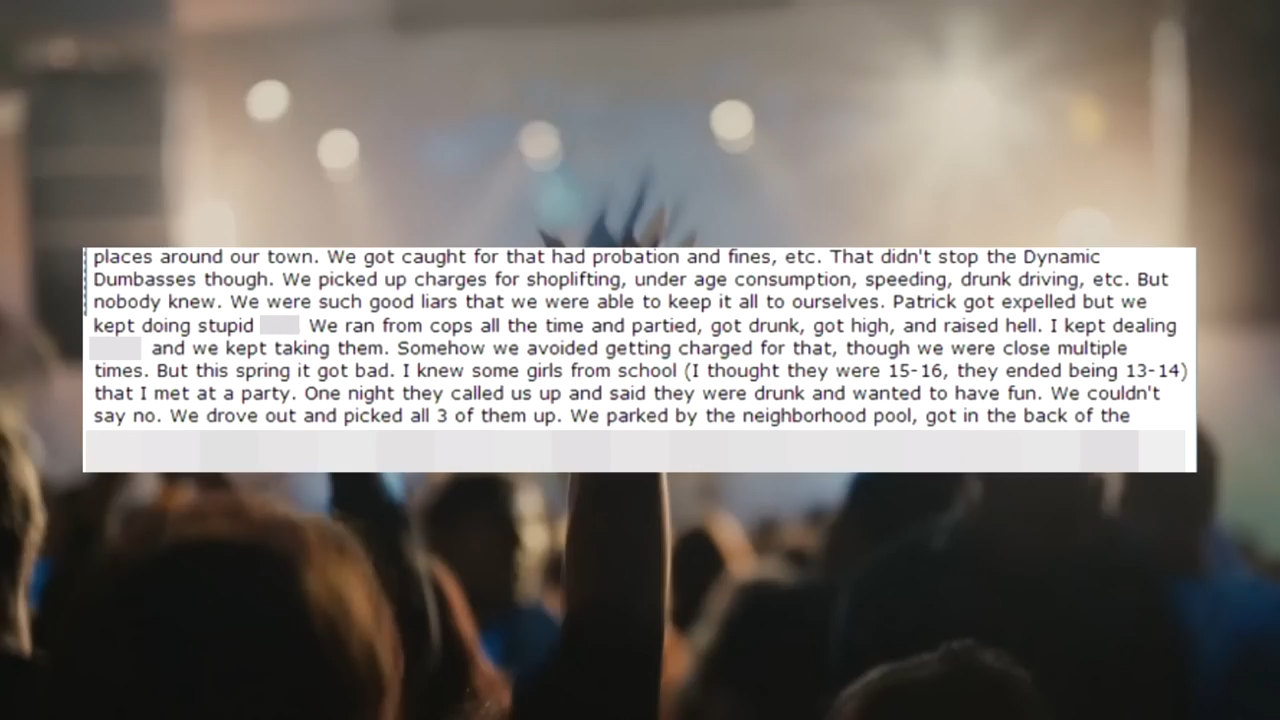 places around our town. We got caught for that had probation and fines, etc. That didn't stop the Dynamic
Dumbasses though. We picked up charges for shoplifting, under age consumption, speeding, drunk driving, etc. But
nobody knew. We were such good liars that we were able to keep it all to ourselves. Patrick got expelled but we
kept doing stupid We ran from cops all the time and partied, got drunk, got high, and raised hell. I kept dealing
and we kept taking them. Somehow we avoided getting charged for that, though we were close multiple
times. But this spring it got bad. I knew some girls from school (I thought they were 15-16, they ended being 13-14)
that I met at a party. One night they called us up and said they were drunk and wanted to have fun. We couldn't
say no. We drove out and picked all 3 of them up. We parked by the neighborhood pool, got in the back of the